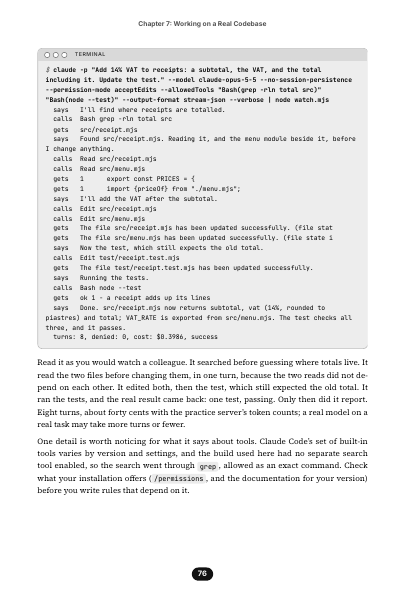 Chapter 7: Working on a Real Codebase
TERMINAL
$ claude -p "Add 14% VAT to receipts: a subtotal, the VAT, and the total
including it. Update the test." --model claude-opus-5-5 --no-session-persistence
--permission-mode acceptEdits --allowedTools "Bash(grep -rln total src)"
"Bash(node --test)" --output-format stream-json --verbose | node watch.mjs
says I'll find where receipts are totalled.
calls Bash grep -rln total src
gets src/receipt.mjs
says Found src/receipt.mjs. Reading it, and the menu module beside it, before
I change anything.
calls Read src/receipt.mjs
calls Read src/menu.mjs
gets 1 export const PRICES = {
gets 1 import {priceOf} from "./menu.mjs";
says I'll add the VAT after the subtotal.
calls Edit src/receipt.mjs
calls Edit src/menu.mjs
gets The file src/receipt.mjs has been updated successfully. (file stat
gets The file src/menu.mjs has been updated successfully. (file state i
says Now the test, which still expects the old total.
calls Edit test/receipt.test.mjs
gets The file test/receipt.test.mjs has been updated successfully.
says Running the tests.
calls Bash node --test
gets ok 1 - a receipt adds up its lines
says Done. src/receipt.mjs now returns subtotal, vat (14%, rounded to
piastres) and total; VAT_RATE is exported from src/menu.mjs. The test checks all
three, and it passes.
turns: 8, denied: 0, cost: $0.3986, success
Read it as you would watch a colleague. It searched before guessing where totals live. It
read the two files before changing them, in one turn, because the two reads did not de-
pend on each other. It edited both, then the test, which still expected the old total. It
ran the tests, and the real result came back: one test, passing. Only then did it report.
Eight turns, about forty cents with the practice server's token counts; a real model on a
real task may take more turns or fewer.
One detail is worth noticing for what it says about tools. Claude Code's set of built-in
tools varies by version and settings, and the build used here had no separate search
tool enabled, so the search went through grep, allowed as an exact command. Check
what your installation offers (/permissions, and the documentation for your version)
before you write rules that depend on it.
76